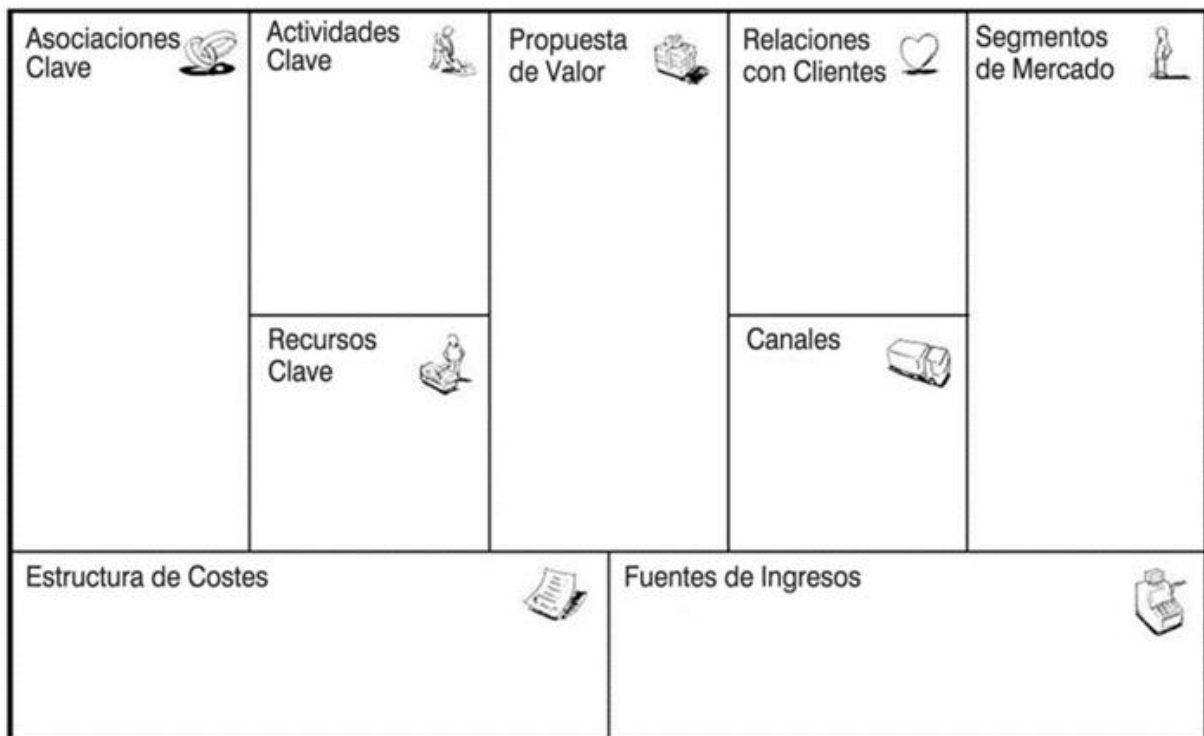 Asociaciones
Clave
Actividades
Clave
Propuesta
de Valor
Relaciones
con Clientes
Segmentos
de Mercado
Recursos
Clave
Canales
Estructura de Costes
Fuentes de Ingresos